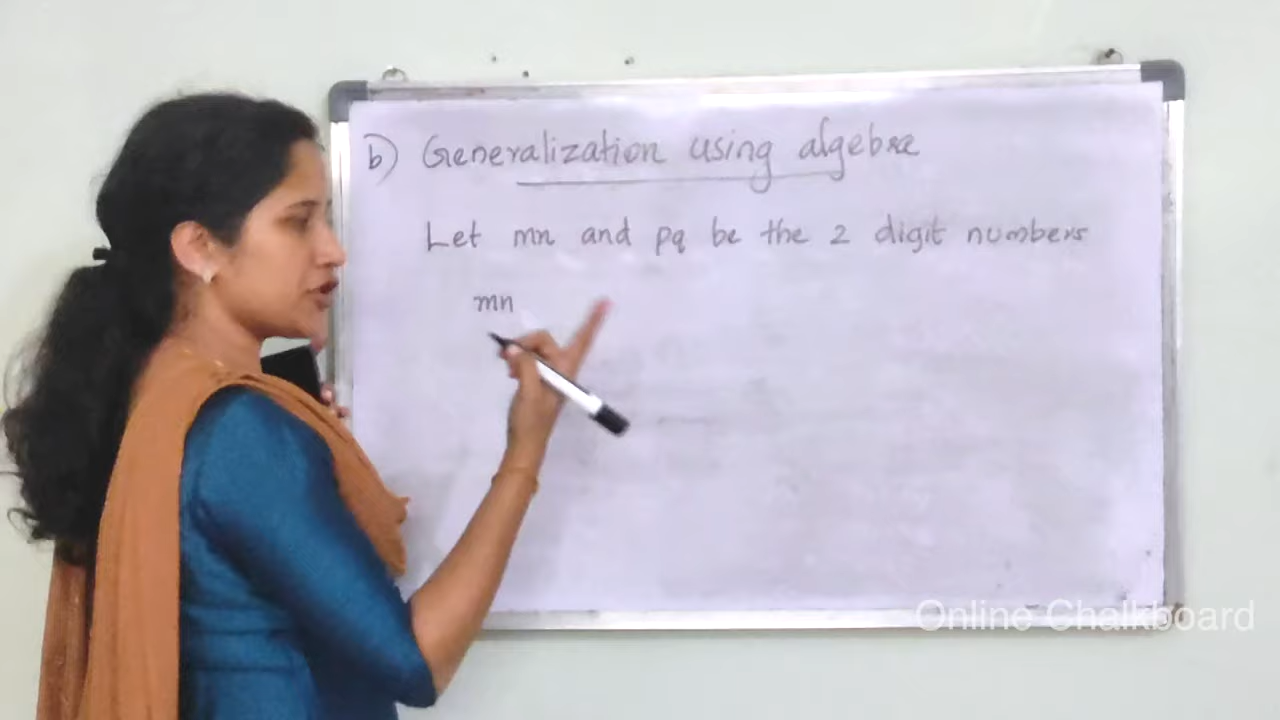 b) Generalization using algebra
Let mn and pq be the 2 digit numbers
mn
Online Chalkboard